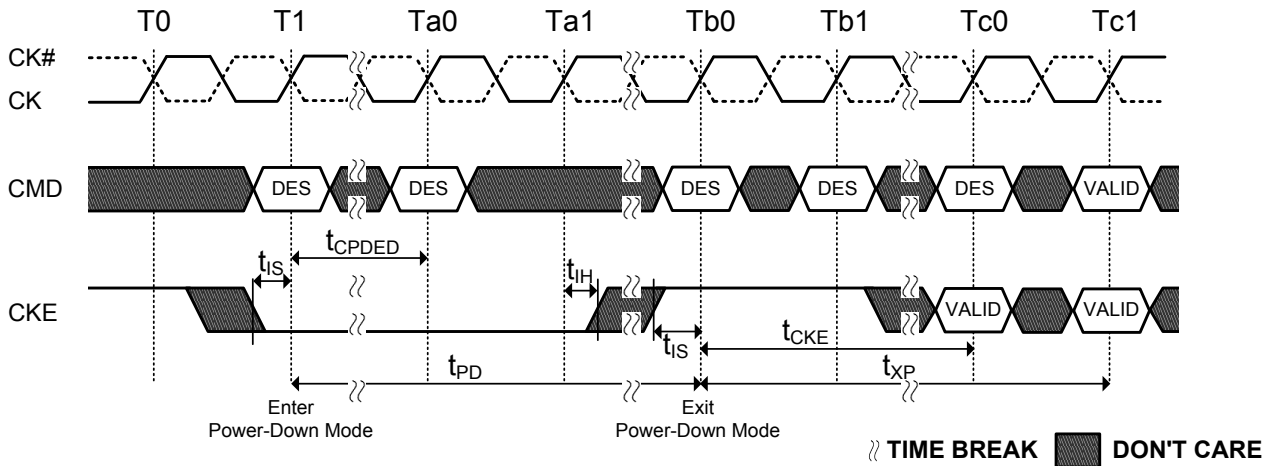 T0 T1 Ta0 Ta1 Tb0 Tb1 Tc0 Tc1
CK#
CK
CMD DES DES DES DES DES VALID
tCPDED
tIS tIH
CKE VALID VALID
tIS tCKE
tPD tXP
Enter
Power-Down Mode
Exit
Power-Down Mode
TIME BREAK DON'T CARE